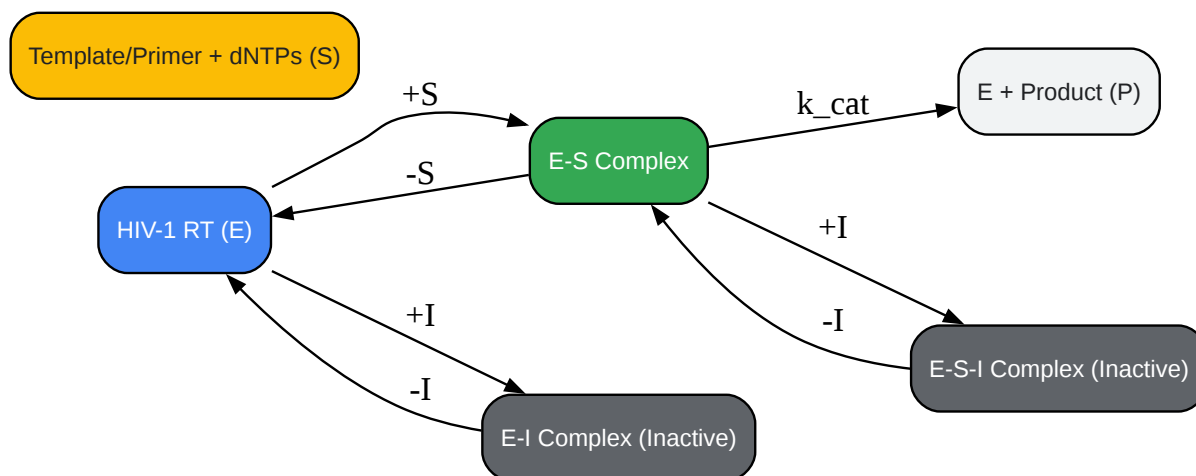 Template/Primer + dNTPs (S)
E + Product (P)
+S
k_cat
E-S Complex
-S
HIV-1 RT (E)
+I
+I
-I
E-S-I Complex (Inactive)
-I
E-I Complex (Inactive)